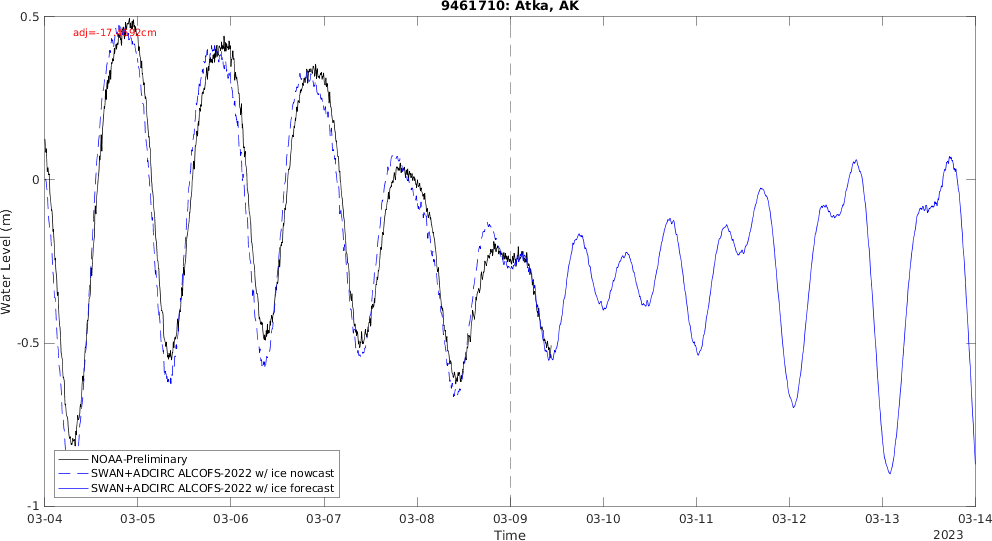 9461710: Atka, AK
0.5
0
-0.5
-1
Water Level (m)
NOAA-Preliminary
SWAN+ADCIRC ALCOFS-2022 w/ ice nowcast
SWAN+ADCIRC ALCOFS-2022 w/ ice forecast
03-04 03-05 03-06 03-07 03-08 03-09 03-10 03-11 03-12 03-13 03-14
Time
2023